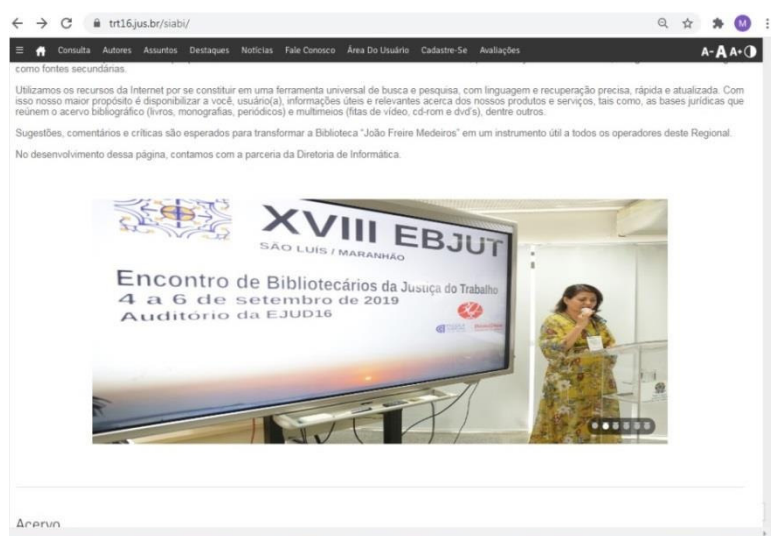 trt16.jus.br/siabi/
M
Consulta Autores Assuntos Destaques Notícias Fale Conosco Área Do Usuário Cadastre-Se Avaliações A- A A+
como fontes secundárias.
Utilizamos os recursos da Internet por se constituir em uma ferramenta universal de busca e pesquisa, com linguagem e recuperação precisa, rápida e atualizada. Com
isso nosso maior propósito é disponibilizar a você, usuário(a), informações úteis e relevantes acerca dos nossos produtos e serviços, tais como, as bases jurídicas que
reúnem o acervo bibliográfico (livros, monografias, periódicos) e multimeios (fitas de vídeo, cd-rom e dvd's), dentre outros.
Sugestões, comentários e críticas são esperados para transformar a Biblioteca "João Freire Medeiros" em um instrumento útil a todos os operadores deste Regional.
No desenvolvimento dessa página, contamos com a parceria da Diretoria de Informática.
XVIII EBJUT
SÃO LUÍS / MARANHÃO
Encontro de Bibliotecários da Justiça do Trabalho
4 a 6 de setembro de 2019
Auditório da EJUD16
Acervo